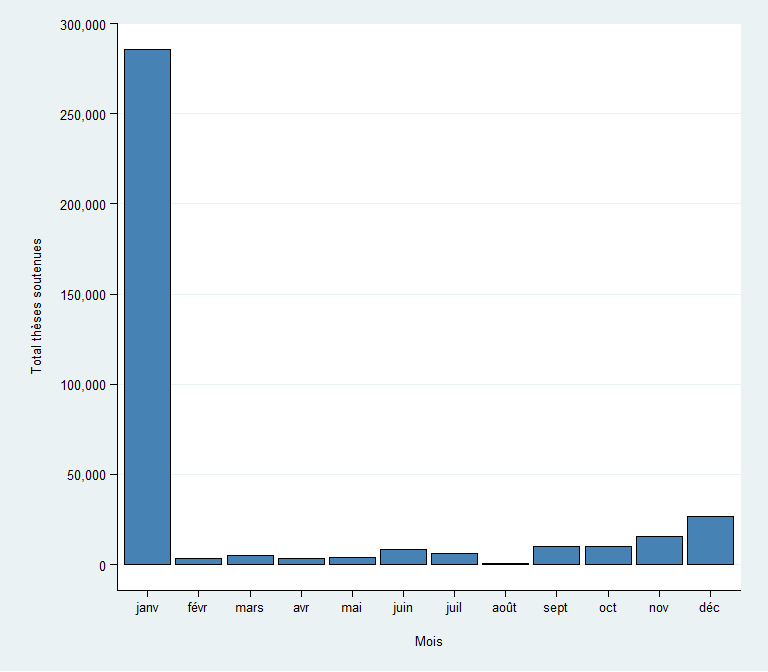 300,000
250,000
200,000
150,000
100,000
50,000
0
Total thèses soutenues
janv févr mars avr mai juin juil août sept oct nov déc
Mois